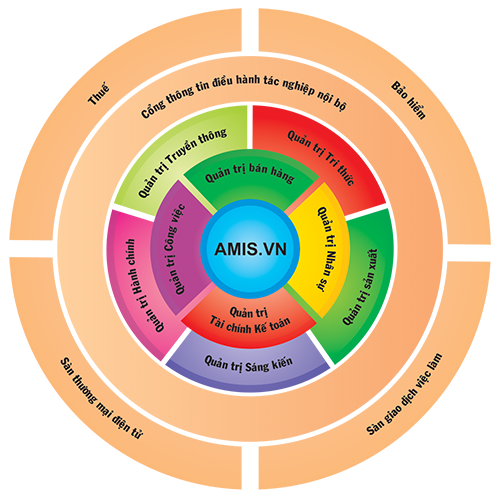 Thuế
Bảo hiểm
Cổng thông tin điều hành tác nghiệp nội bộ
Quản trị Truyền thông
Quản trị Tri thức
Quản trị bán hàng
Quản trị Công việc
AMIS.VN
Quản trị Nhân sự
Quản trị Hành chính
Quản trị sản xuất
Quản trị
Tài chính Kế toán
Quản trị Sáng kiến
Sàn thương mại điện tử
Sàn giao dịch việc làm